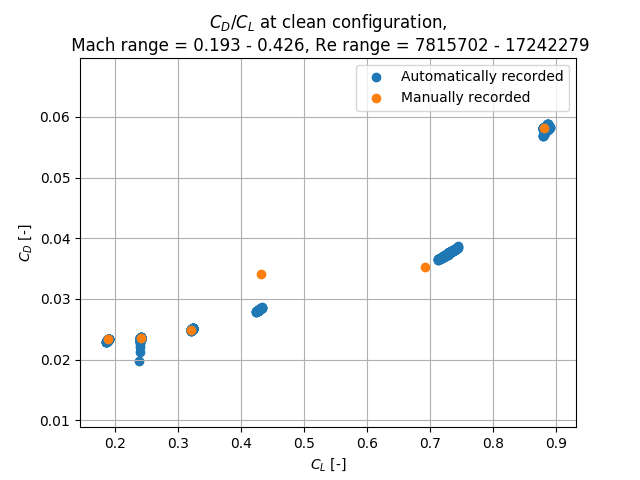 C_D/C_L at clean configuration,
Mach range = 0.193 - 0.426, Re range = 7815702 - 17242279
Automatically recorded
Manually recorded
C_D [-]
0.06
0.05
0.04
0.03
0.02
0.01
0.2 0.3 0.4 0.5 0.6 0.7 0.8 0.9
C_L [-]